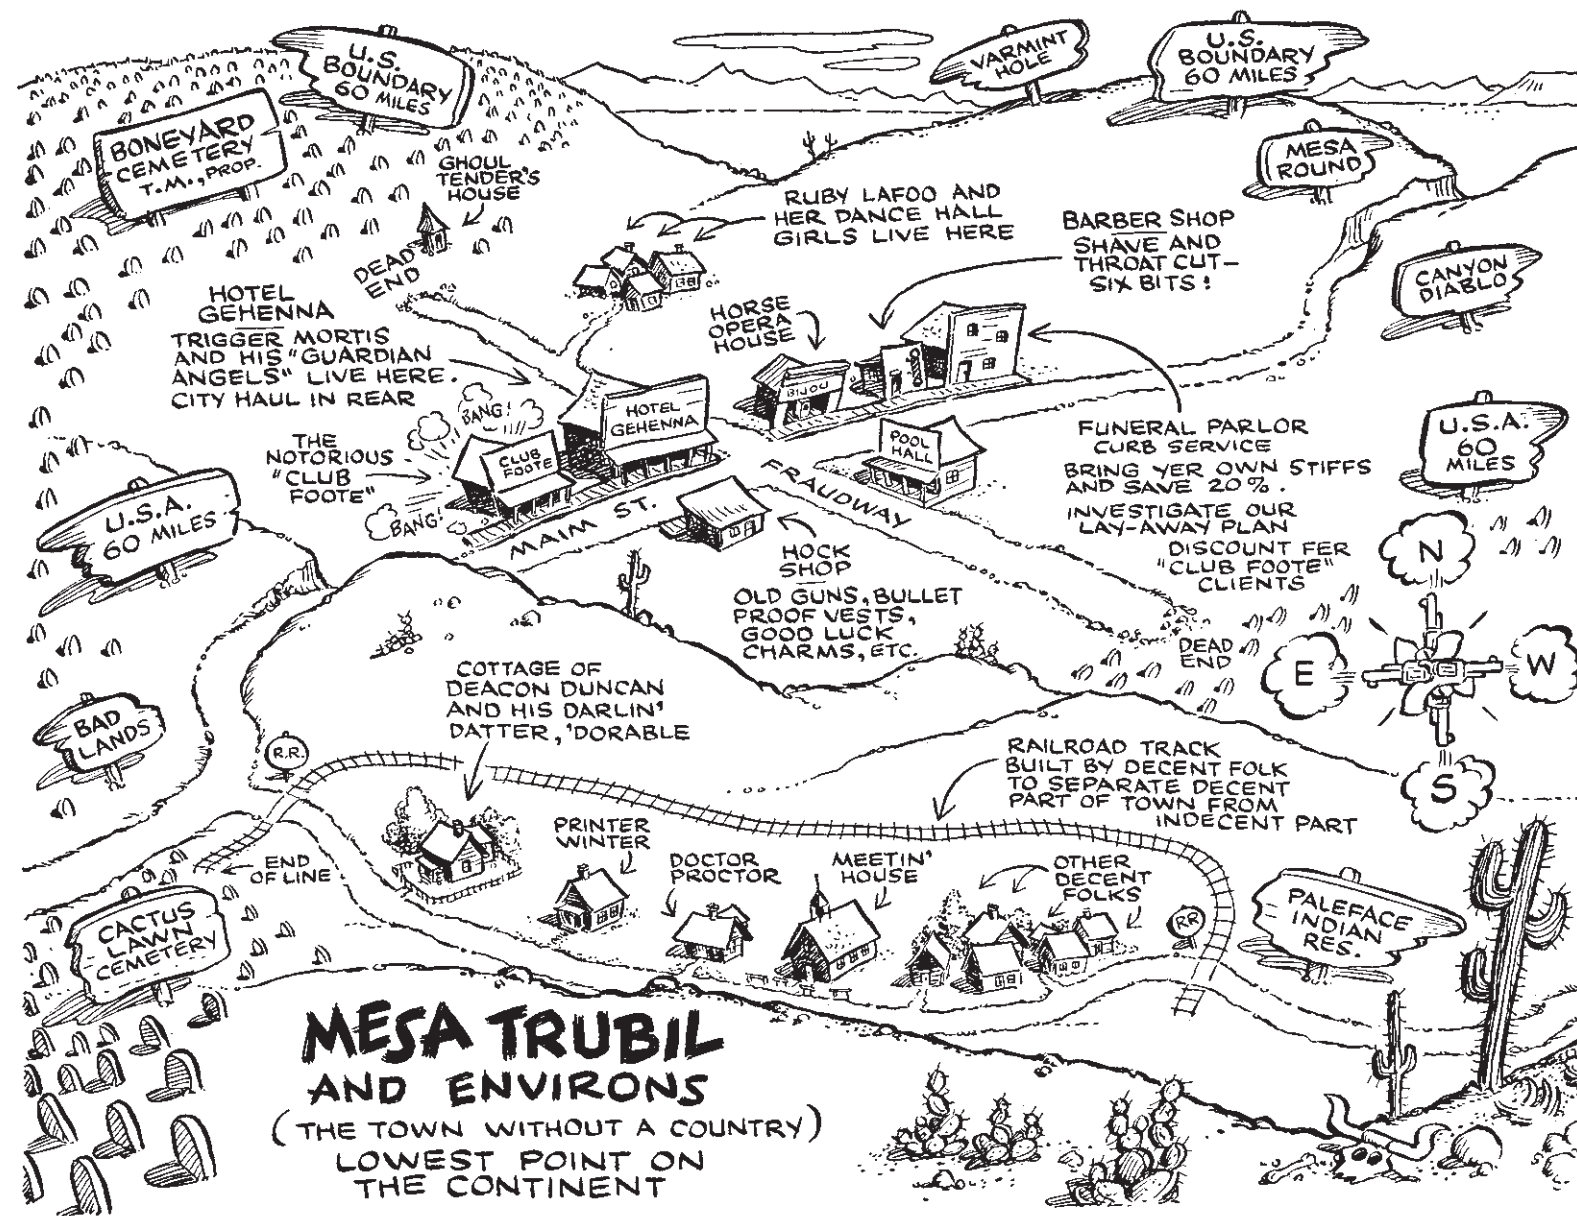 U.S.
BOUNDARY
60 MILES
VARMINT
HOLE
U.S.
BOUNDARY
60 MILES
BONEYARD
CEMETERY
T.M., PROP.
GHOUL
TENDER'S
HOUSE
MESA
ROUND
RUBY LAFOO AND
HER DANCE HALL
GIRLS LIVE HERE
BARBER SHOP
SHAVE AND
THROAT CUT—
SIX BITS!
DEAD
END
CANYON
DIABLO
HOTEL
GEHENNA
TRIGGER MORTIS
AND HIS "GUARDIAN
ANGELS" LIVE HERE.
CITY HAUL IN REAR
HORSE
OPERA
HOUSE
BIJOU
BANG!
HOTEL
GEHENNA
THE
NOTORIOUS
"CLUB
FOOTE"
CLUB
FOOTE
BANG!
POOL
HALL
FUNERAL PARLOR
CURB SERVICE
BRING YER OWN STIFFS
AND SAVE 20%.
INVESTIGATE OUR
LAY-AWAY PLAN
DISCOUNT FER
"CLUB FOOTE"
CLIENTS
U.S.A.
60
MILES
U.S.A.
60 MILES
MAIM ST.
FRAUDWAY
HOCK
SHOP
OLD GUNS, BULLET
PROOF VESTS,
GOOD LUCK
CHARMS, ETC.
DEAD
END
N
E
W
S
COTTAGE OF
DEACON DUNCAN
AND HIS DARLIN'
DATTER, 'DORABLE
BAD
LANDS
R.R.
RAILROAD TRACK
BUILT BY DECENT FOLK
TO SEPARATE DECENT
PART OF TOWN FROM
INDECENT PART
END
OF LINE
PRINTER
WINTER
DOCTOR
PROCTOR
MEETIN'
HOUSE
OTHER
DECENT
FOLKS
RR
PALEFACE
INDIAN
RES.
CACTUS
LAWN
CEMETERY
MESA TRUBIL
AND ENVIRONS
(THE TOWN WITHOUT A COUNTRY)
LOWEST POINT ON
THE CONTINENT